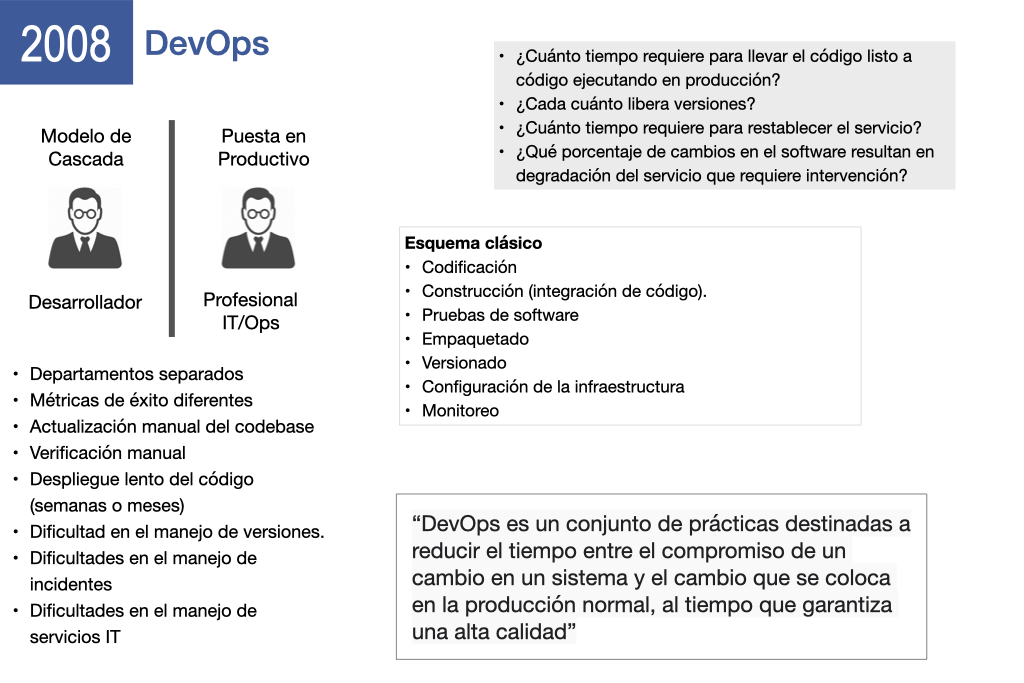 2008 DevOps
Modelo de
Cascada
Puesta en
Productivo
Desarrollador
Profesional
IT/Ops
• Departamentos separados
• Métricas de éxito diferentes
• Actualización manual del codebase
• Verificación manual
• Despliegue lento del código
(semanas o meses)
• Dificultad en el manejo de versiones.
• Dificultades en el manejo de
incidentes
• Dificultades en el manejo de
servicios IT
• ¿Cuánto tiempo requiere para llevar el código listo a
código ejecutando en producción?
• ¿Cada cuánto libera versiones?
• ¿Cuánto tiempo requiere para restablecer el servicio?
• ¿Qué porcentaje de cambios en el software resultan en
degradación del servicio que requiere intervención?
Esquema clásico
• Codificación
• Construcción (integración de código).
• Pruebas de software
• Empaquetado
• Versionado
• Configuración de la infraestructura
• Monitoreo
“DevOps es un conjunto de prácticas destinadas a
reducir el tiempo entre el compromiso de un
cambio en un sistema y el cambio que se coloca
en la producción normal, al tiempo que garantiza
una alta calidad”